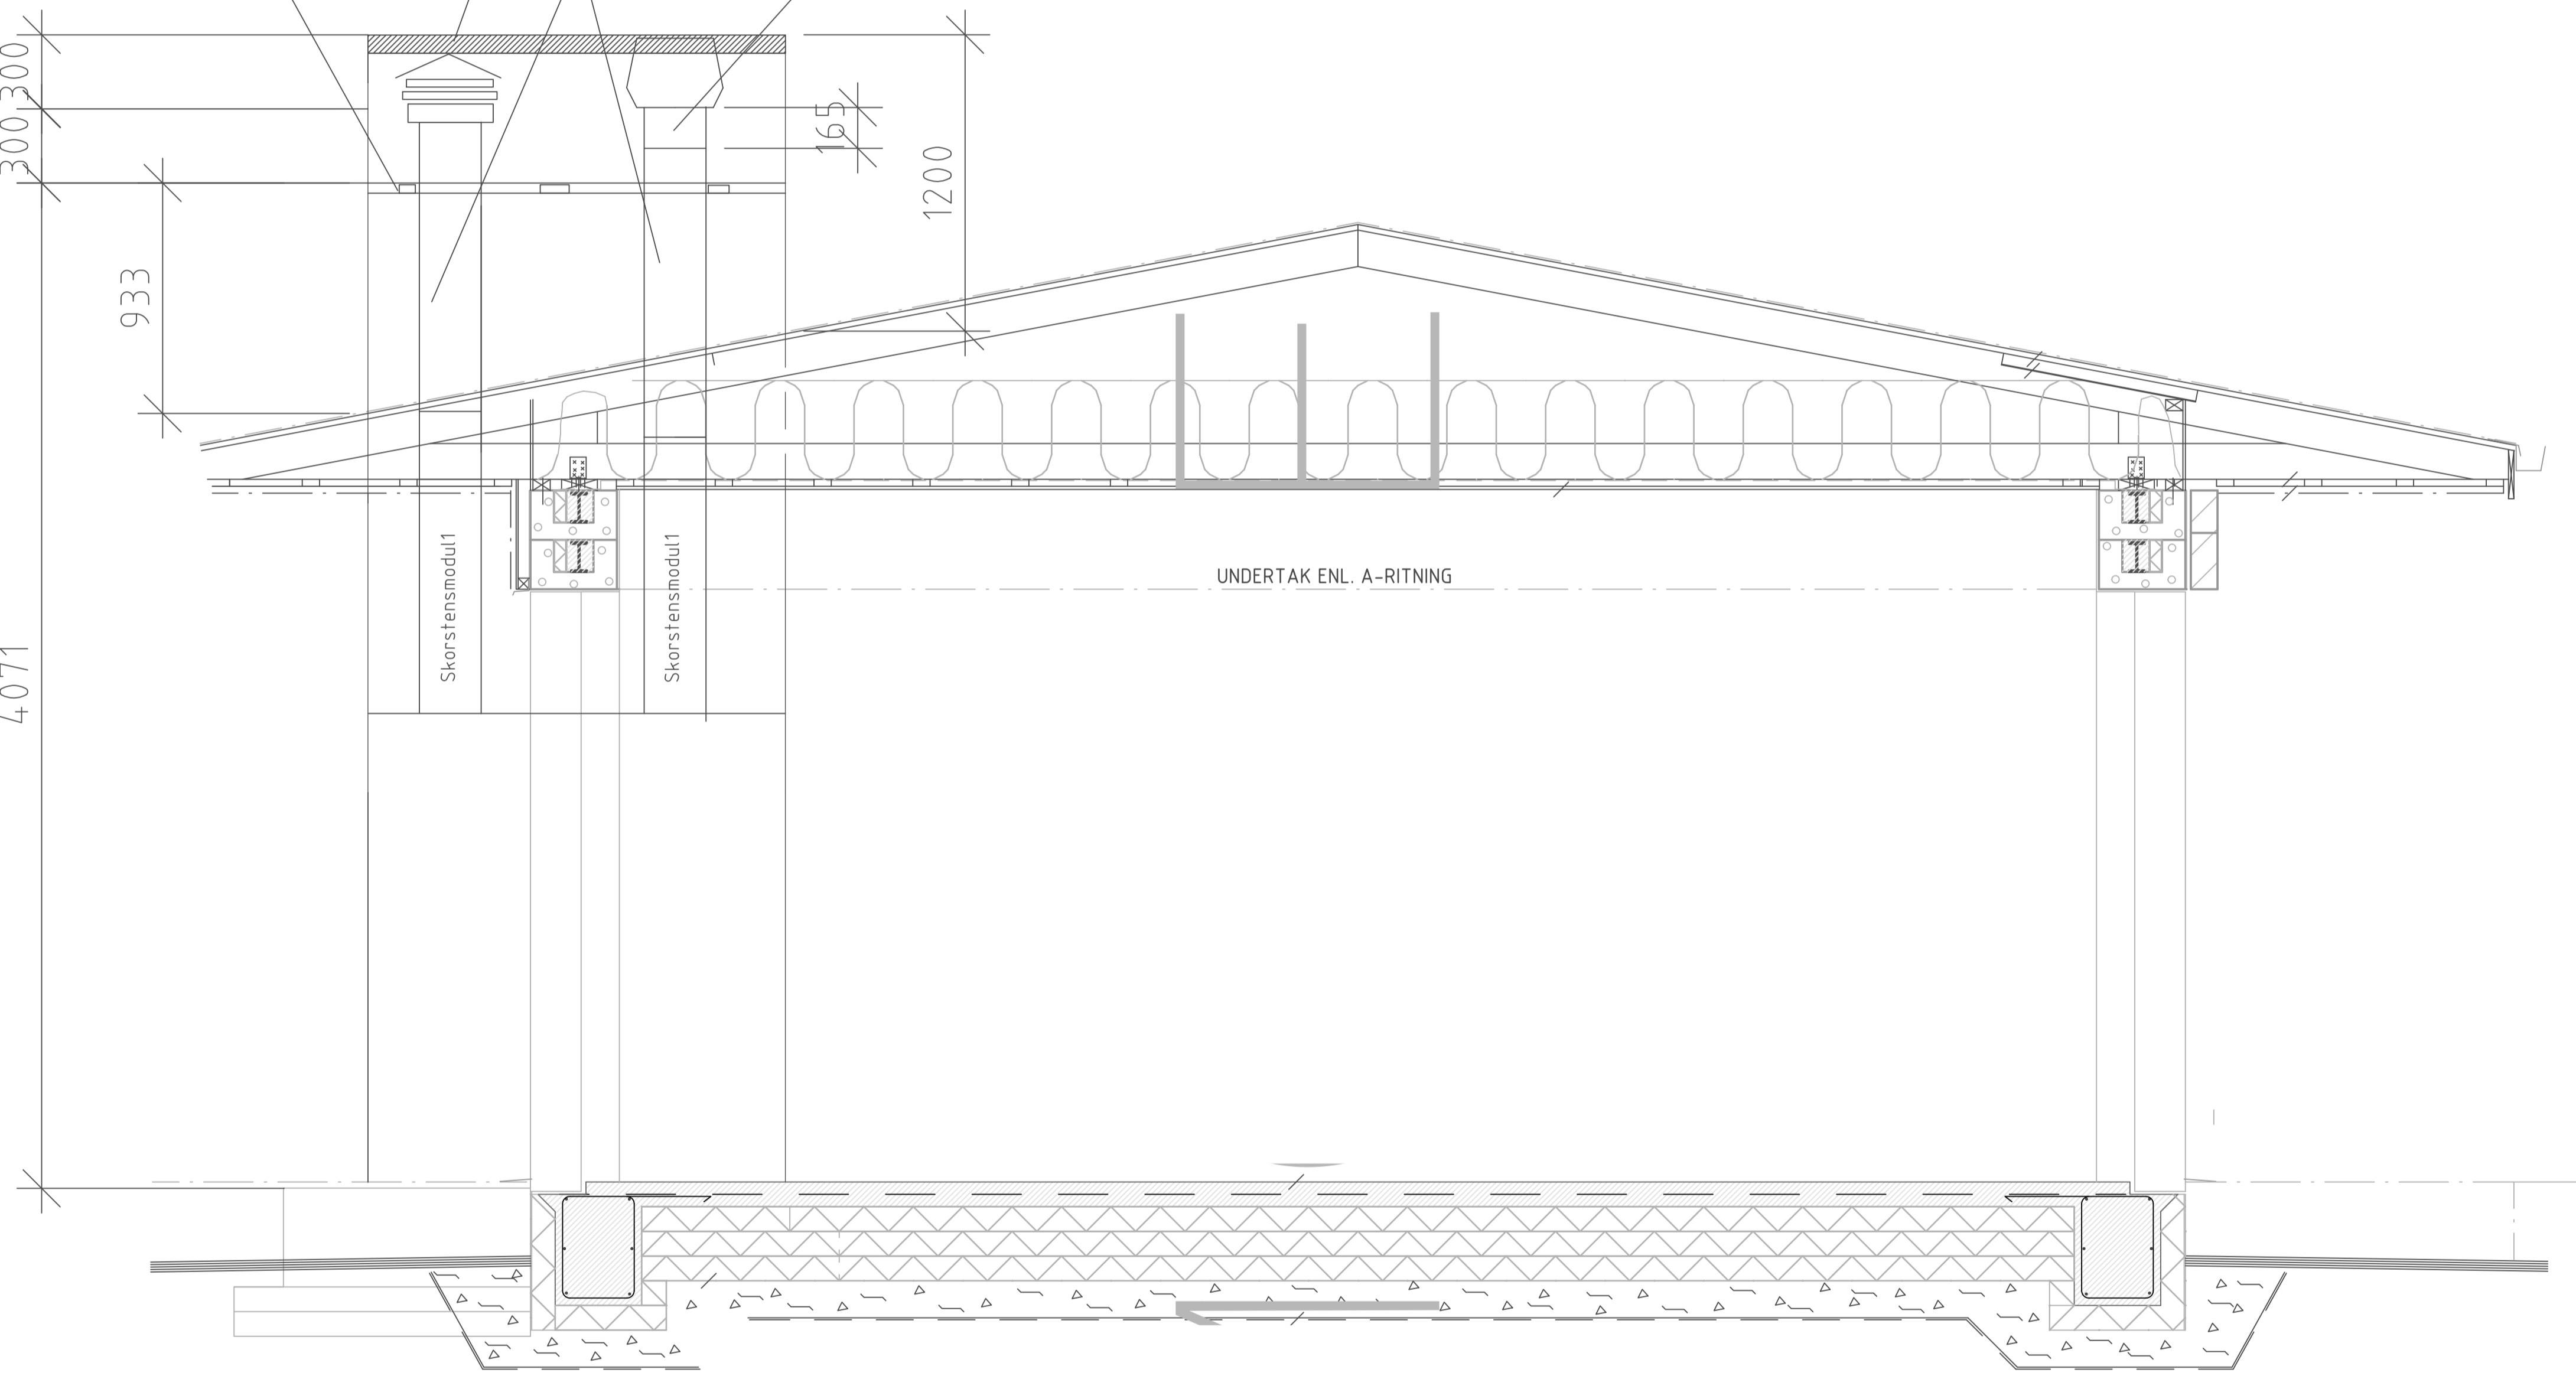 300
300
165
1200
933
Skorstensmodul1
Skorstensmodul1
UNDERTAK ENL. A-RITNING
4071